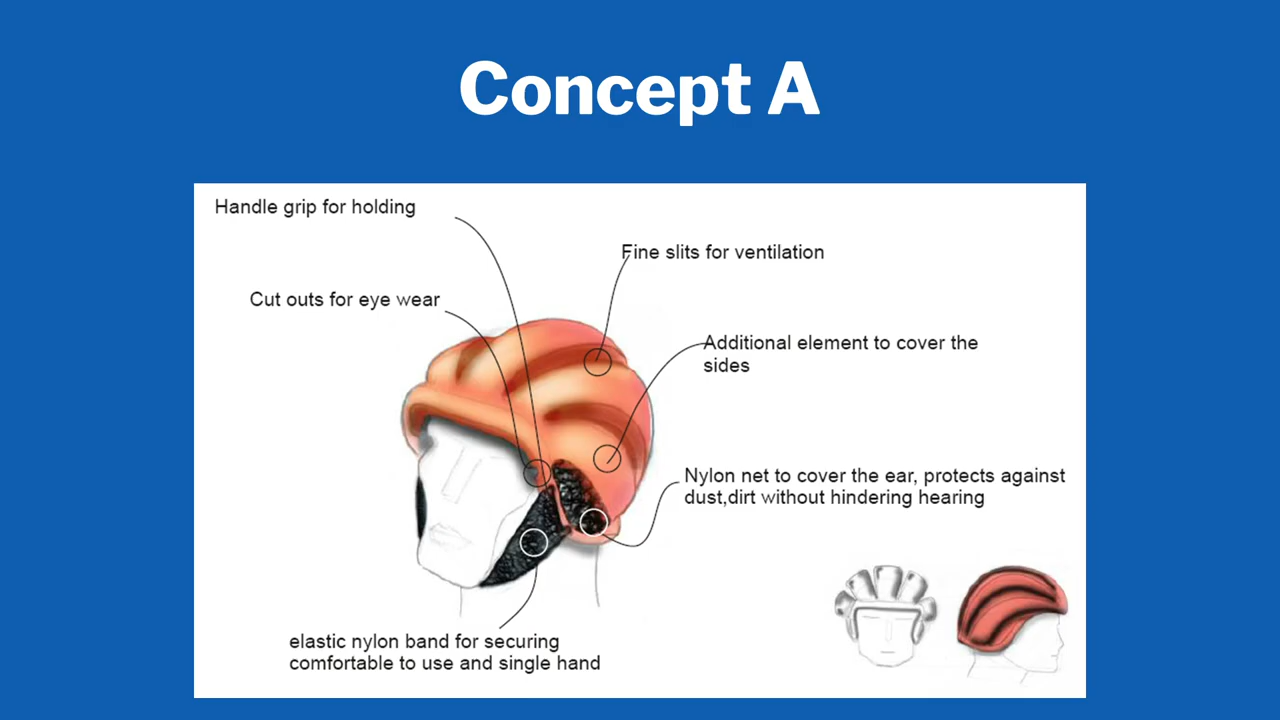 Concept A
Handle grip for holding
Fine slits for ventilation
Cut outs for eye wear
Additional element to cover the
sides
Nylon net to cover the ear, protects against
dust,dirt without hindering hearing
elastic nylon band for securing
comfortable to use and single hand